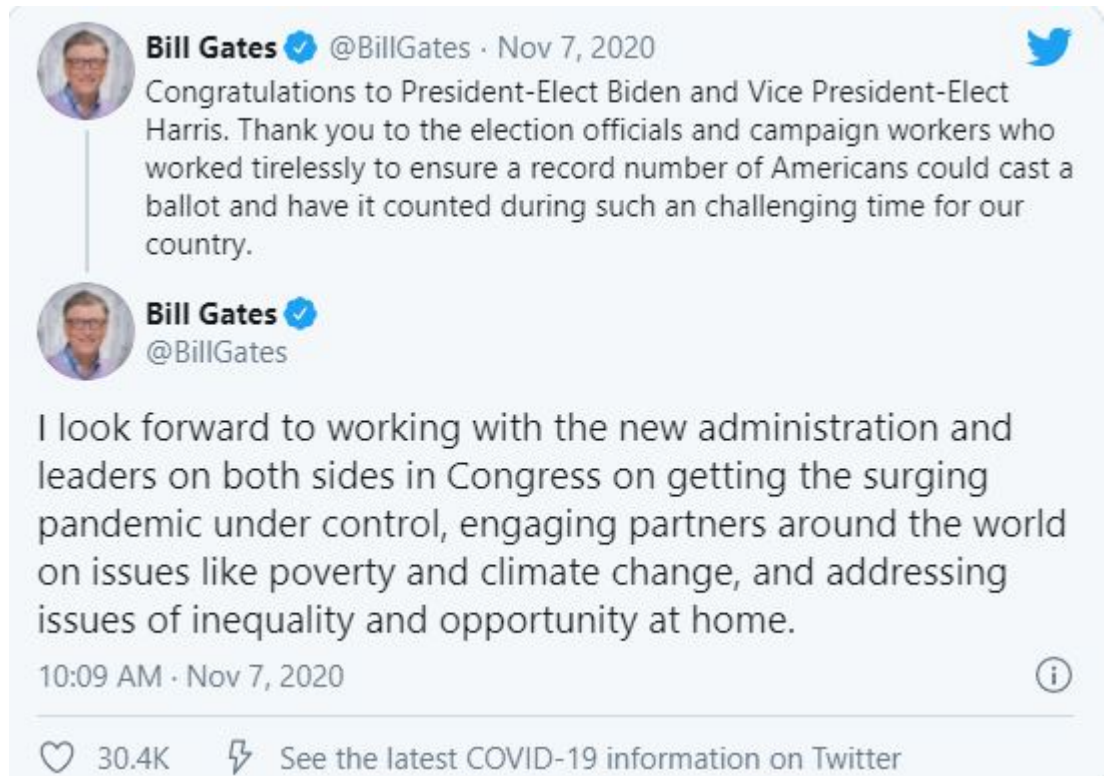 Bill Gates @BillGates · Nov 7, 2020
Congratulations to President-Elect Biden and Vice President-Elect
Harris. Thank you to the election officials and campaign workers who
worked tirelessly to ensure a record number of Americans could cast a
ballot and have it counted during such an challenging time for our
country.
Bill Gates
@BillGates
I look forward to working with the new administration and
leaders on both sides in Congress on getting the surging
pandemic under control, engaging partners around the world
on issues like poverty and climate change, and addressing
issues of inequality and opportunity at home.
10:09 AM · Nov 7, 2020
30.4K See the latest COVID-19 information on Twitter